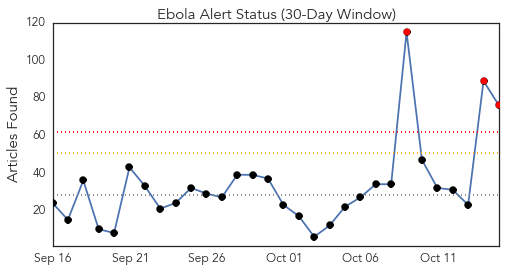 Ebola Alert Status (30-Day Window)
Articles Found
120
100
80
60
40
20
Sep 16 Sep 21 Sep 26 Oct 01 Oct 06 Oct 11